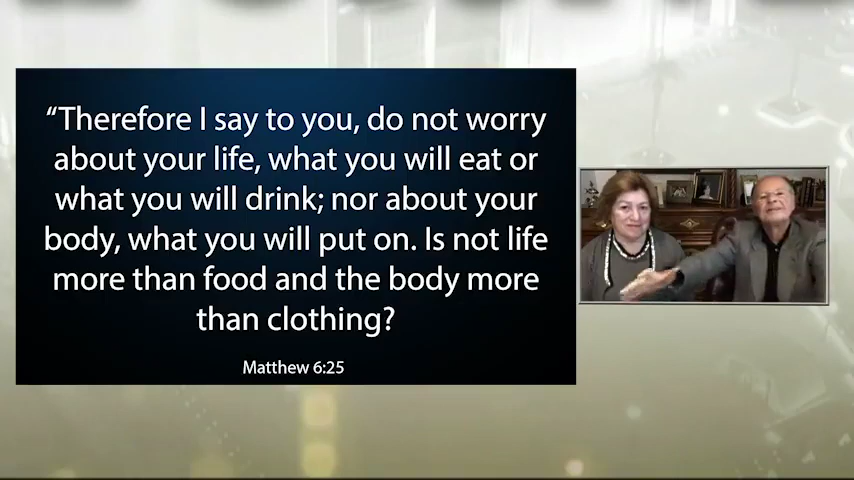 “Therefore I say to you, do not worry
about your life, what you will eat or
what you will drink; nor about your
body, what you will put on. Is not life
more than food and the body more
than clothing?
Matthew 6:25